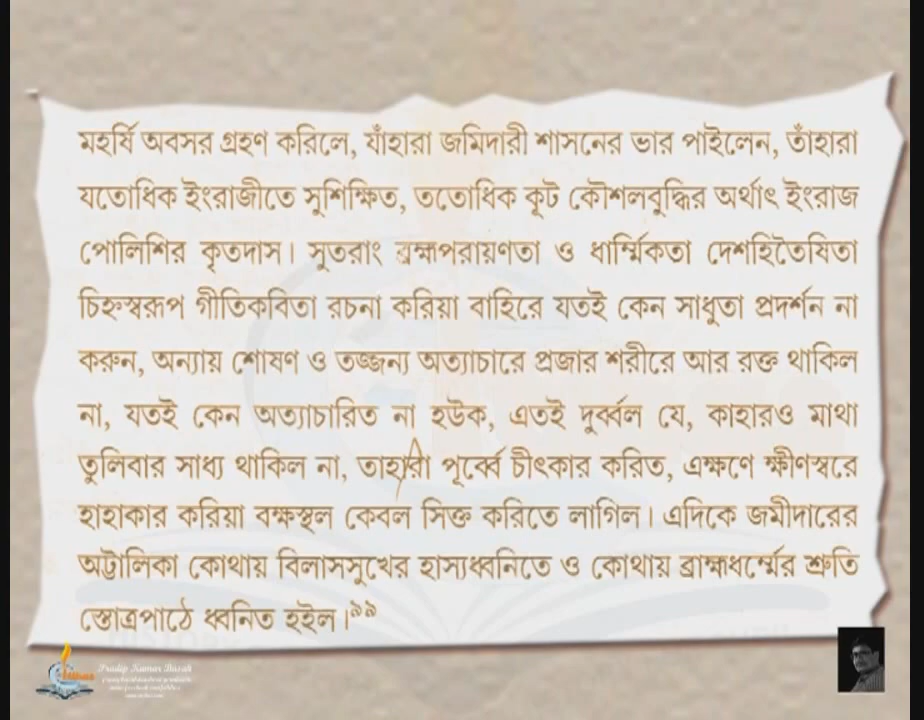 মহর্ষি অবসর গ্রহণ করিলে, যাঁহারা জমিদারী শাসনের ভার পাইলেন, তাঁহারা
যতোধিক ইংরাজীতে সুশিক্ষিত, ততোধিক কূট কৌশলবুদ্ধির অর্থাৎ ইংরাজ
পোলিশির কৃতদাস। সুতরাং ব্রহ্মপরায়ণতা ও ধার্ম্মিকতা দেশহিতৈষিতা
চিহ্নস্বরূপ গীতিকবিতা রচনা করিয়া বাহিরে যতই কেন সাধুতা প্রদর্শন না
করুন, অন্যায় শোষণ ও তজ্জন্য অত্যাচারে প্রজার শরীরে আর রক্ত থাকিল
না, যতই কেন অত্যাচারিত না হউক, এতই দুর্ব্বল যে, কাহারও মাথা
তুলিবার সাধ্য থাকিল না, তাহারা পূর্ব্বে চীৎকার করিত, এক্ষণে ক্ষীণস্বরে
হাহাকার করিয়া বক্ষস্থল কেবল সিক্ত করিতে লাগিল। এদিকে জমীদারের
অট্টালিকা কোথায় বিলাসসুখের হাস্যধ্বনিতে ও কোথায় ব্রাহ্মধর্ম্মের শ্রুতি
স্তোত্রপাঠে ধ্বনিত হইল।৯৯
Pradip Kumar Basak